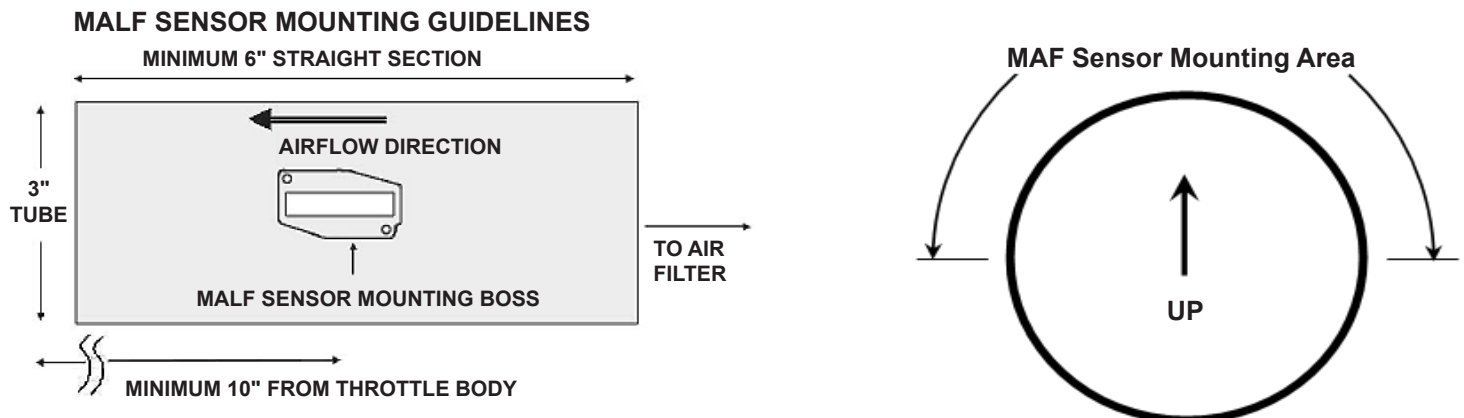 MALF SENSOR MOUNTING GUIDELINES
MINIMUM 6" STRAIGHT SECTION
AIRFLOW DIRECTION
3"
TUBE
TO AIR
FILTER
MALF SENSOR MOUNTING BOSS
MINIMUM 10" FROM THROTTLE BODY
MAF Sensor Mounting Area
UP